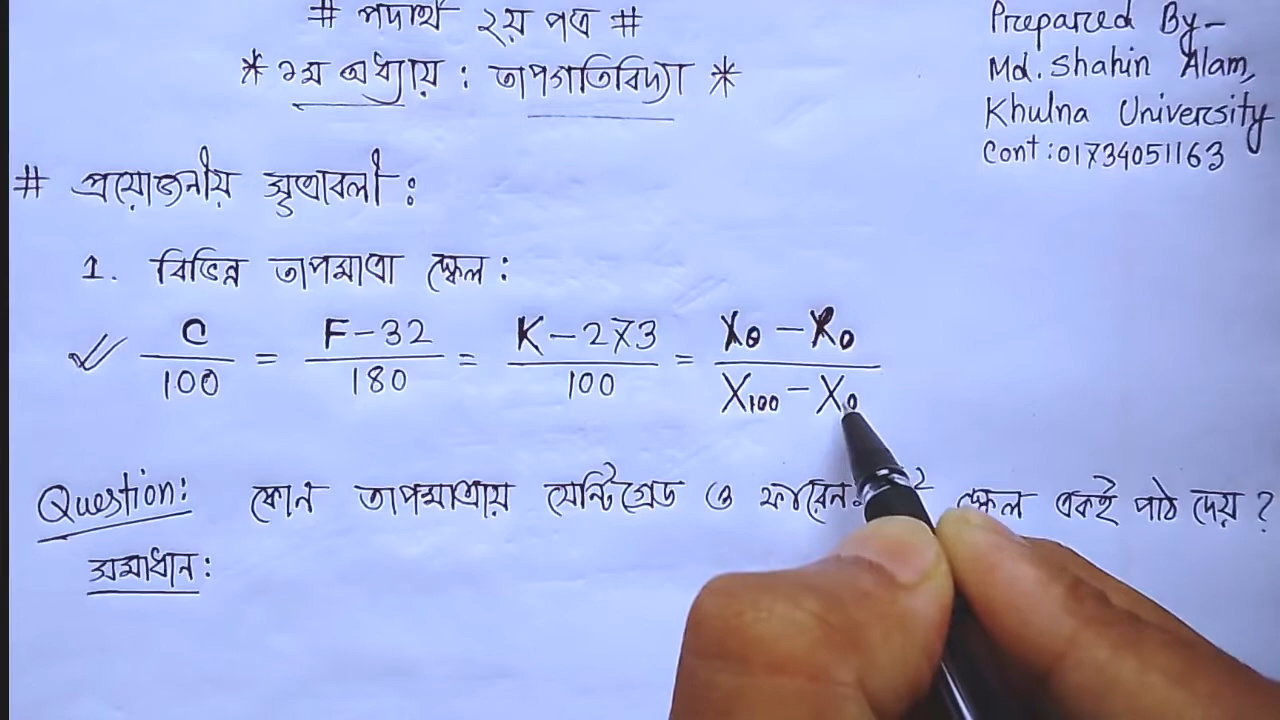 # পদার্থ ২য় পত্র #
* ১ম অধ্যায় : তাপগতিবিদ্যা *
Prepared By-
Md. Shahin Alam,
Khulna University
Cont : 01734051163
# প্রয়োজনীয় সূত্রাবলী :
1. বিভিন্ন তাপমাত্রা স্কেল :
C/100 = F-32/180 = K-273/100 = Xθ-X0/X100-X0
Question: কোন তাপমাত্রায় সেন্টিগ্রেড ও স্কেল একই পাঠ দেয় ?
সমাধান :